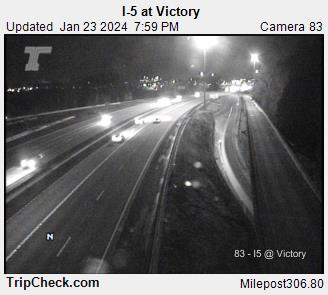 I-5 at Victory
Updated Jan 23 2024 7:59 PM Camera 83
T
N
83 - I5 @ Victory
TripCheck.com Milepost306.80